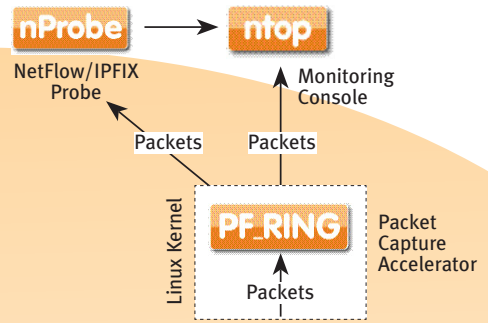 nProbe
ntop
NetFlow/IPFIX
Probe
Monitoring
Console
Packets
Packets
Linux Kernel
PF_RING
Packet
Capture
Accelerator
Packets